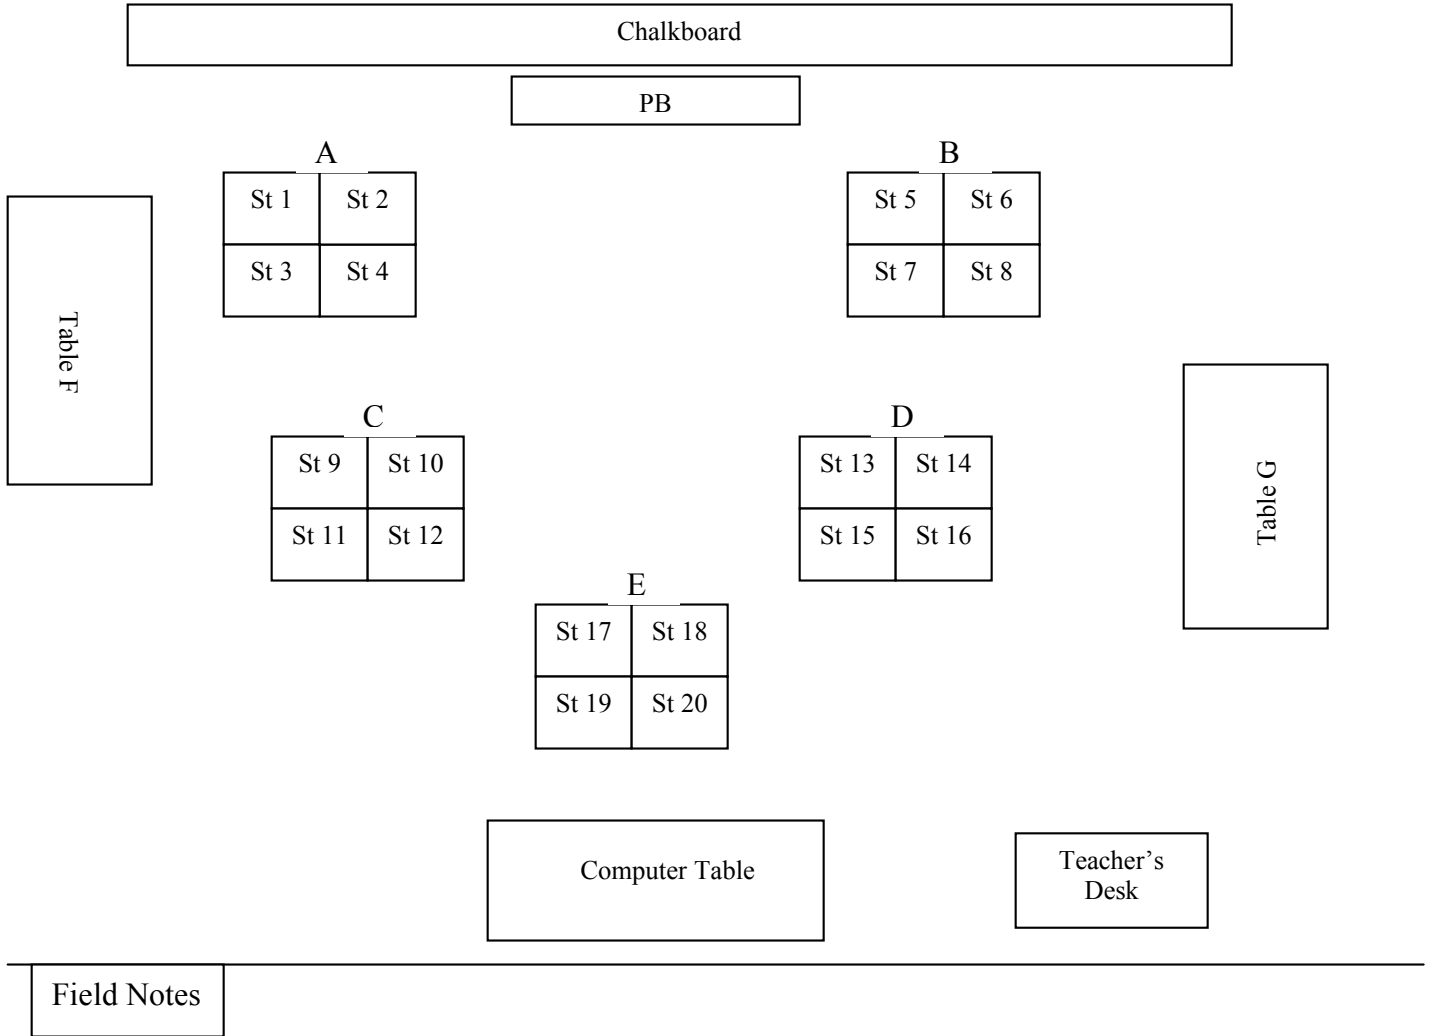 Chalkboard
PB
A
B
St 1 St 2
St 5 St 6
St 3 St 4
St 7 St 8
Table F
C
D
St 9 St 10
St 13 St 14
Table G
St 11 St 12
St 15 St 16
E
St 17 St 18
St 19 St 20
Computer Table
Teacher’s
Desk
Field Notes